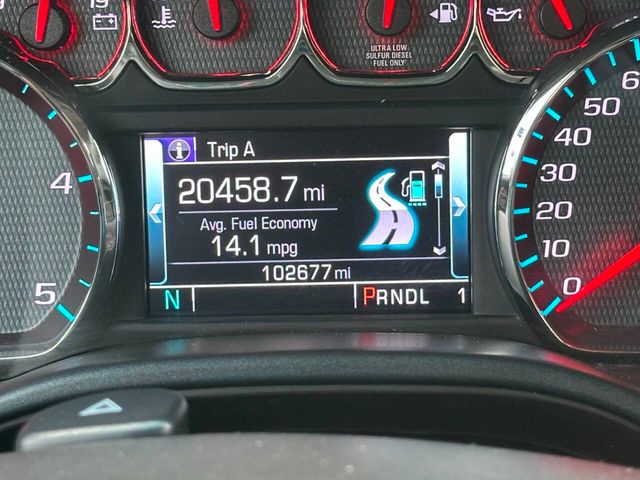 19
ULTRA LOW
SULFUR DIESEL
FUEL ONLY
Trip A
20458.7 mi
Avg. Fuel Economy
14.1 mpg
102677 mi
N
PRNDL 1
4
5
50
40
30
20
10
0